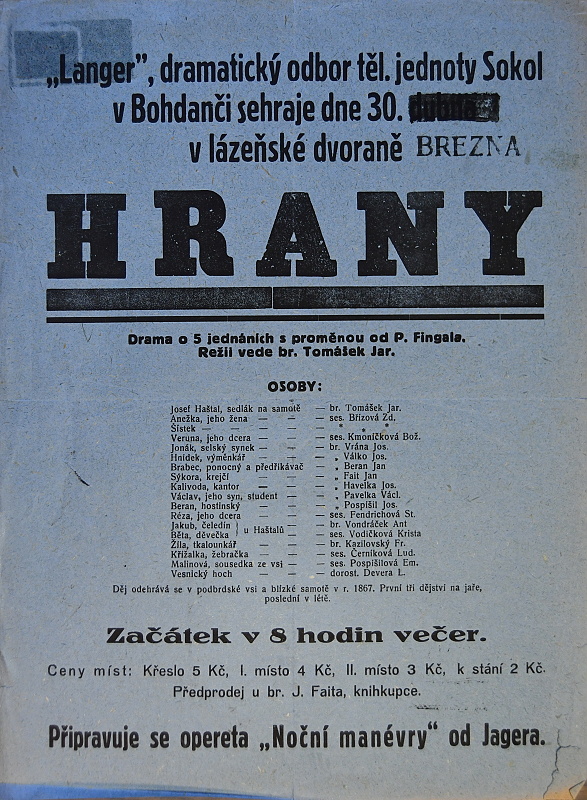 „Langer”, dramatický odbor těl. jednoty Sokol
v Bohdanči sehraje dne 30. dubna
v lázeňské dvoraně BREZNA
HRANY
Drama o 5 jednáních s proměnou od P. Fingala.
Režii vede br. Tomášek Jar.
OSOBY:
Josef Haštal, sedlák na samotě — br. Tomášek Jar.
Anežka, jeho žena — — — ses. Břízová Zd.
Šístek — — — — * * *
Veruna, jeho dcera — — — ses. Kmoníčková Bož.
Jonák, selský synek — — — br. Vrána Jos.
Hnídek, výměnkář — — — „ Válko Jos.
Brabec, ponocný a předříkávač — „ Beran Jan
Sýkora, krejčí — — — „ Fait Jan
Kalivoda, kantor — — — „ Havelka Jos.
Václav, jeho syn, student — — „ Pavelka Václ.
Beran, hostinský — — — „ Pospíšil Jos.
Réza, jeho dcera — — — ses. Fendrichová St.
Jakub, čeledín } u Haštalů — — br. Vondráček Ant
Běta, děvečka — — ses. Vodičková Krista
Žíla, tkalounkář — — — br. Kazilovský Fr.
Křížalka, žebračka — — — ses. Černíková Lud.
Malinová, sousedka ze vsi — — ses. Pospíšilová Em.
Vesnický hoch — — — dorost. Devera L.
Děj odehrává se v podbrdské vsi a blízké samotě v r. 1867. První tři dějství na jaře,
poslední v létě.
Začátek v 8 hodin večer.
Ceny míst: Křeslo 5 Kč, I. místo 4 Kč, II. místo 3 Kč, k stání 2 Kč.
Předprodej u br. J. Faita, knihkupce.
Připravuje se opereta „Noční manévry" od Jagera.